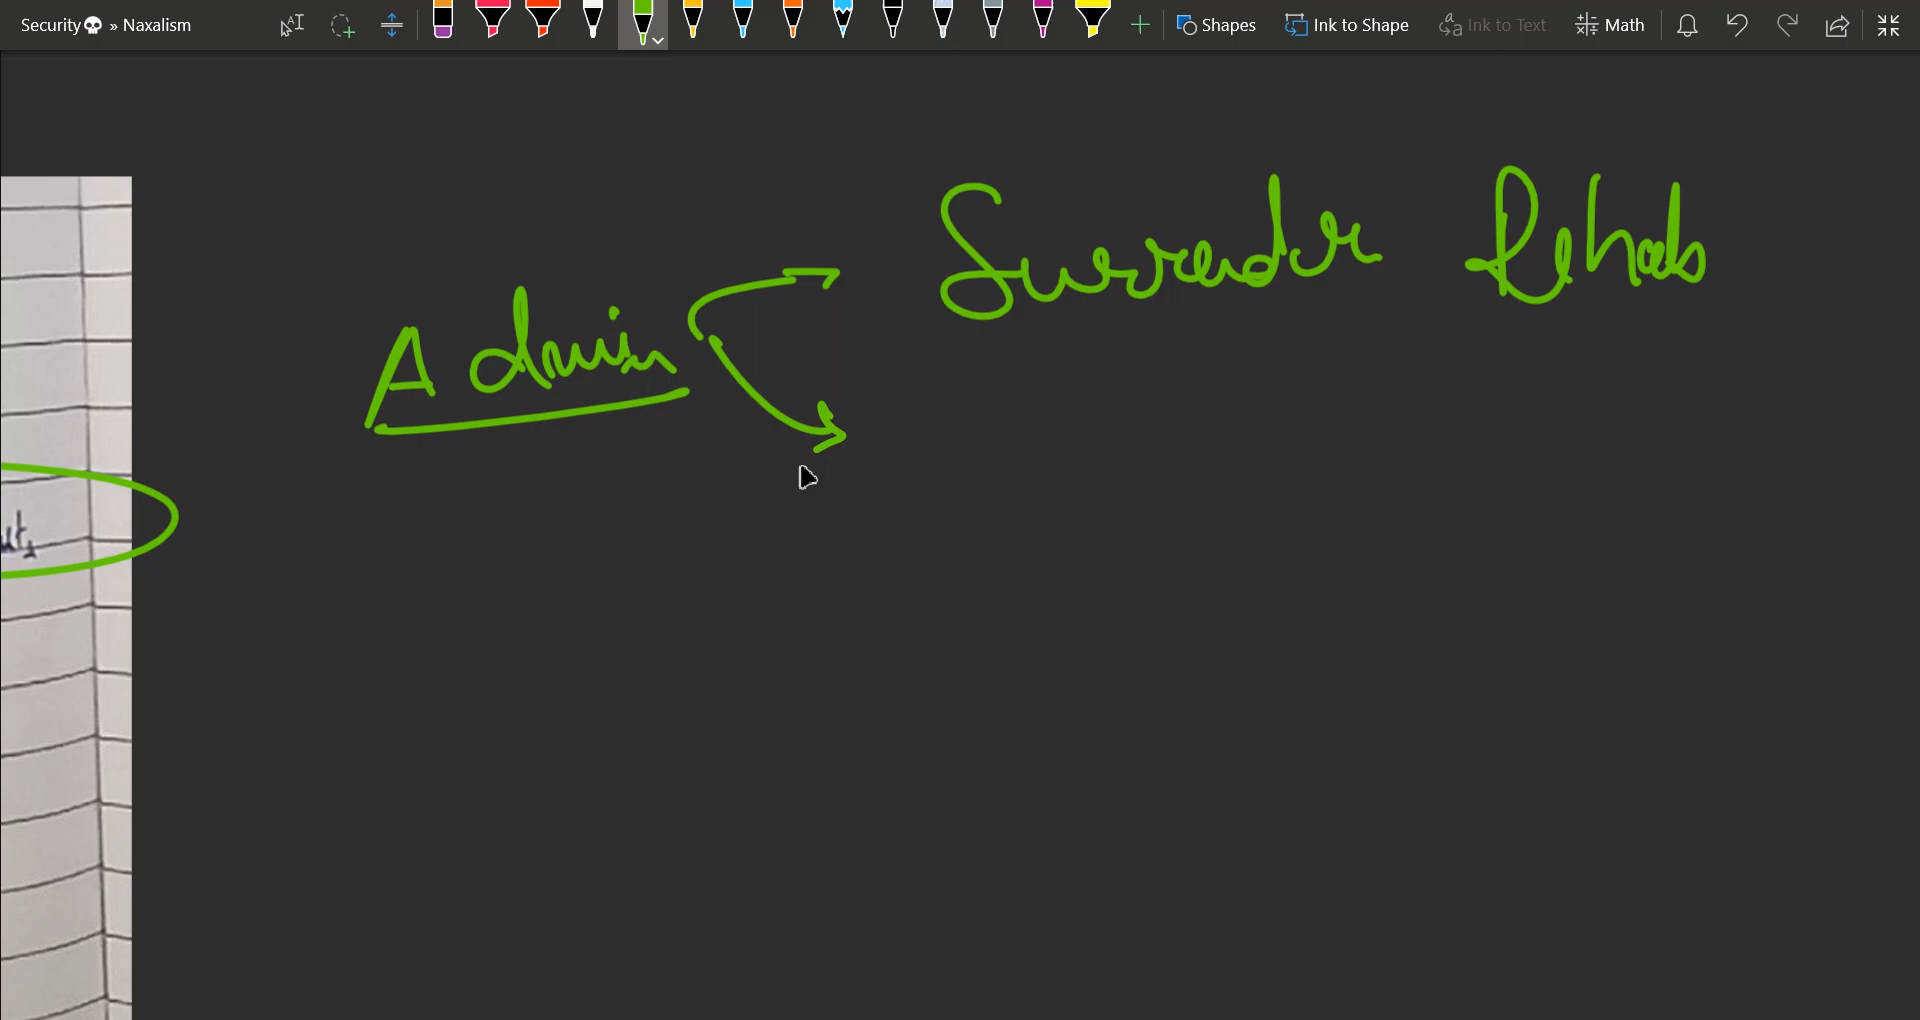 Security💀 » Naxalism
Shapes
Ink to Shape
Ink to Text
Math
Surrender Rehab
Admin